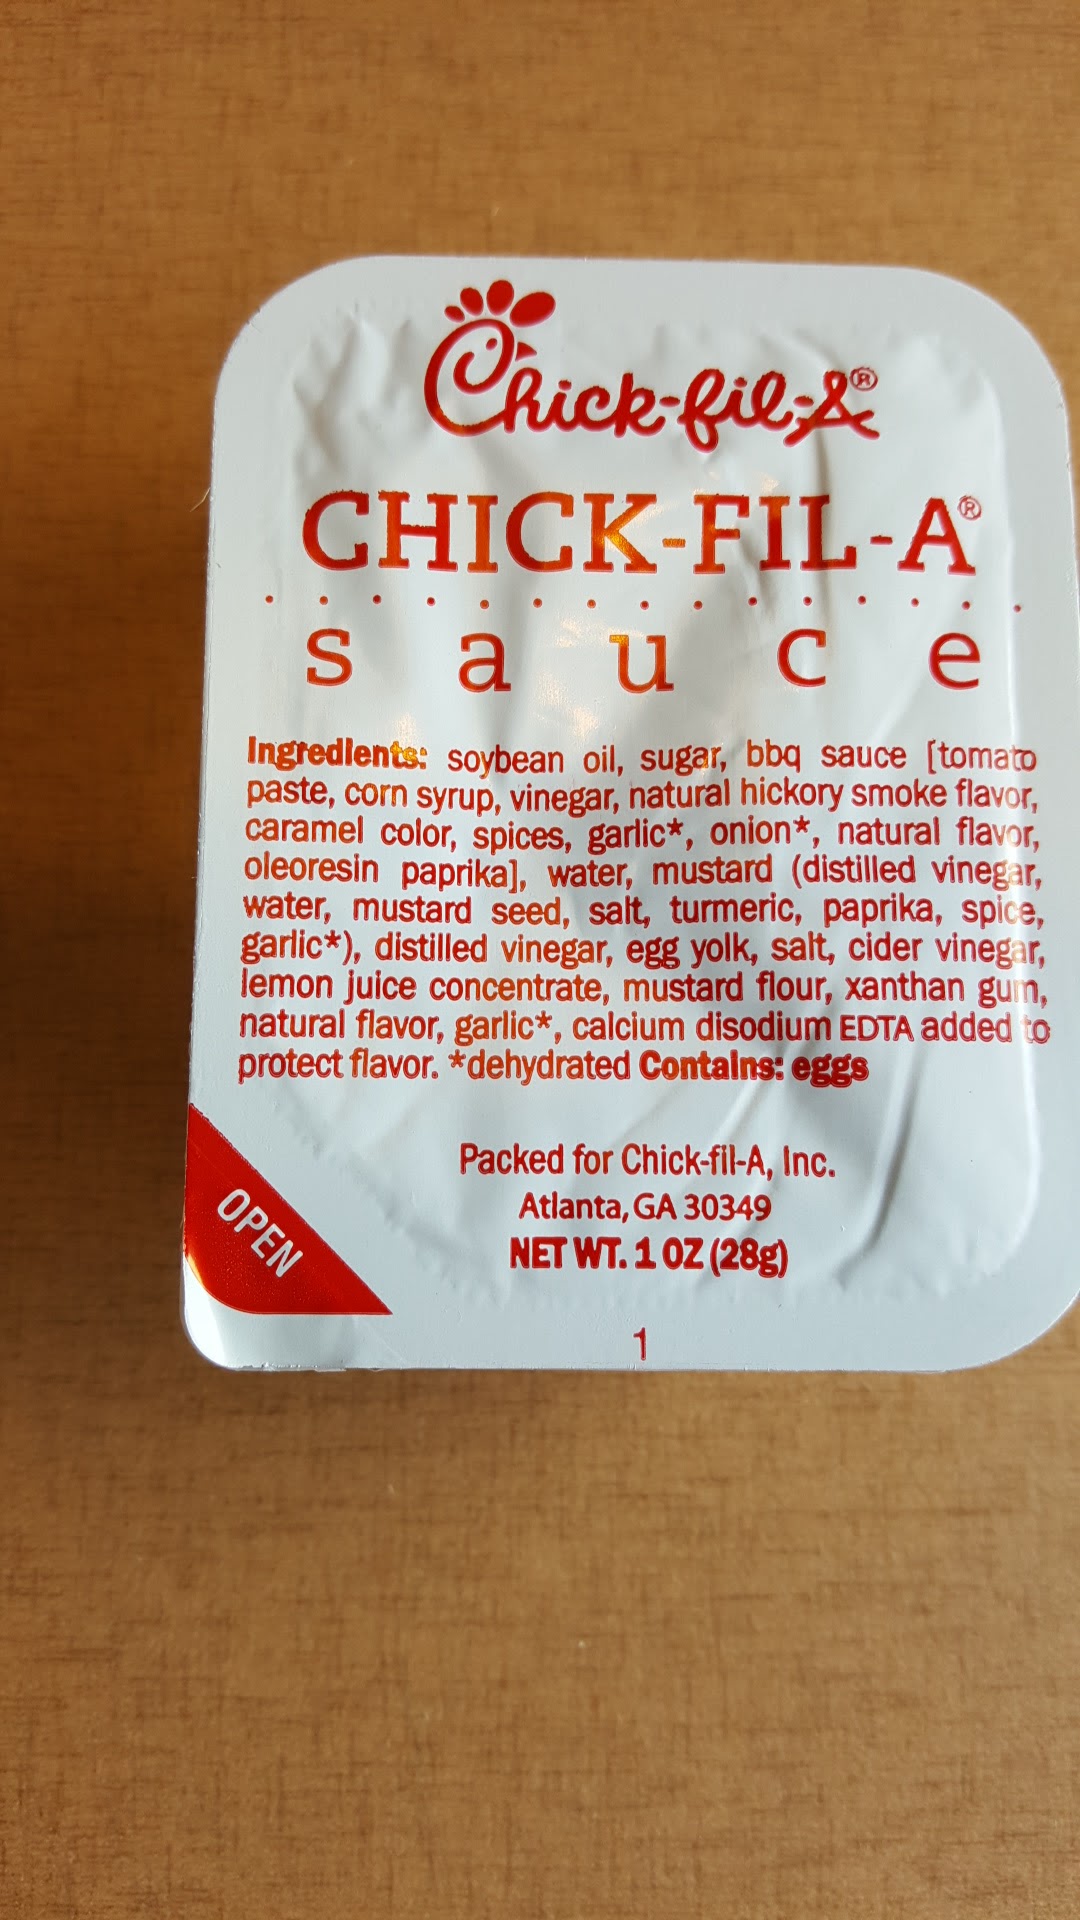 Chick-fil-A®
CHICK-FIL-A®
sauce
Ingredients: soybean oil, sugar, bbq sauce [tomato
paste, corn syrup, vinegar, natural hickory smoke flavor,
caramel color, spices, garlic*, onion*, natural flavor,
oleoresin paprika], water, mustard (distilled vinegar,
water, mustard seed, salt, turmeric, paprika, spice,
garlic*), distilled vinegar, egg yolk, salt, cider vinegar,
lemon juice concentrate, mustard flour, xanthan gum,
natural flavor, garlic*, calcium disodium EDTA added to
protect flavor. *dehydrated Contains: eggs
Packed for Chick-fil-A, Inc.
Atlanta, GA 30349
OPEN
NET WT. 1 OZ (28g)
1